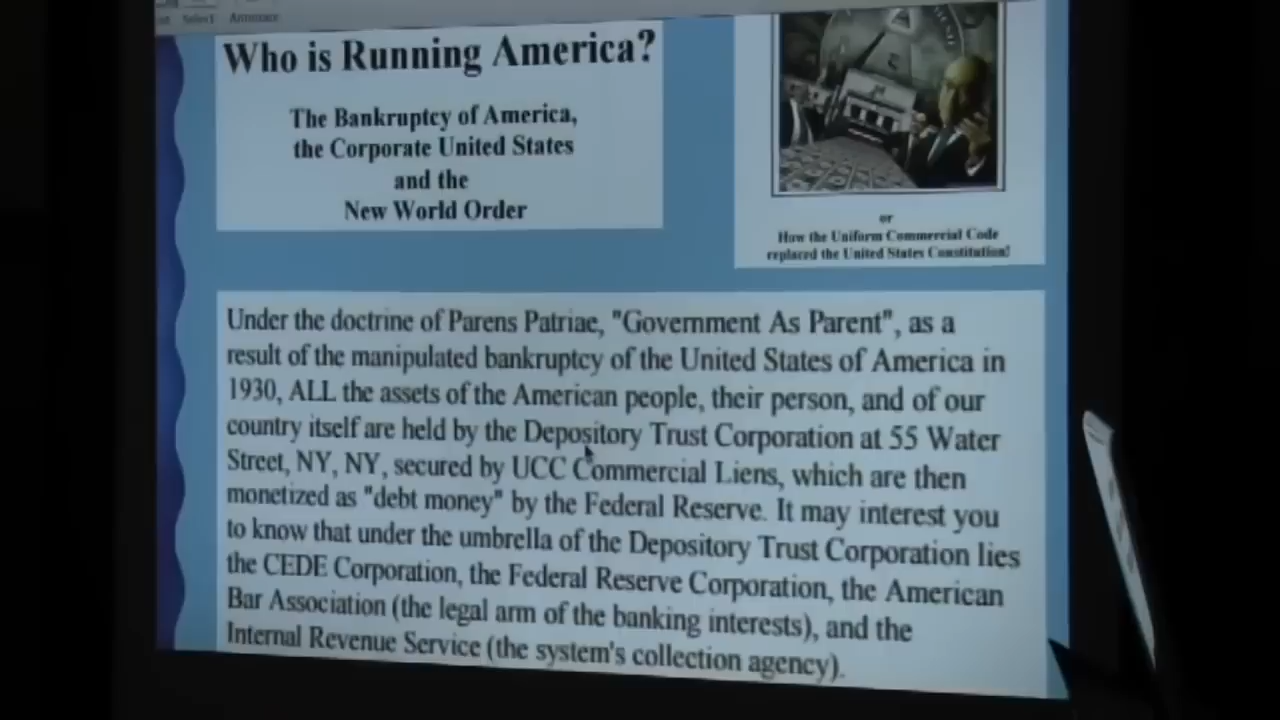 Select Annotate
Who is Running America?
The Bankruptcy of America,
the Corporate United States
and the
New World Order
or
How the Uniform Commercial Code
replaced the United States Constitution!
Under the doctrine of Parens Patriae, "Government As Parent", as a
result of the manipulated bankruptcy of the United States of America in
1930, ALL the assets of the American people, their person, and of our
country itself are held by the Depository Trust Corporation at 55 Water
Street, NY, NY, secured by UCC Commercial Liens, which are then
monetized as "debt money" by the Federal Reserve. It may interest you
to know that under the umbrella of the Depository Trust Corporation lies
the CEDE Corporation, the Federal Reserve Corporation, the American
Bar Association (the legal arm of the banking interests), and the
Internal Revenue Service (the system's collection agency).